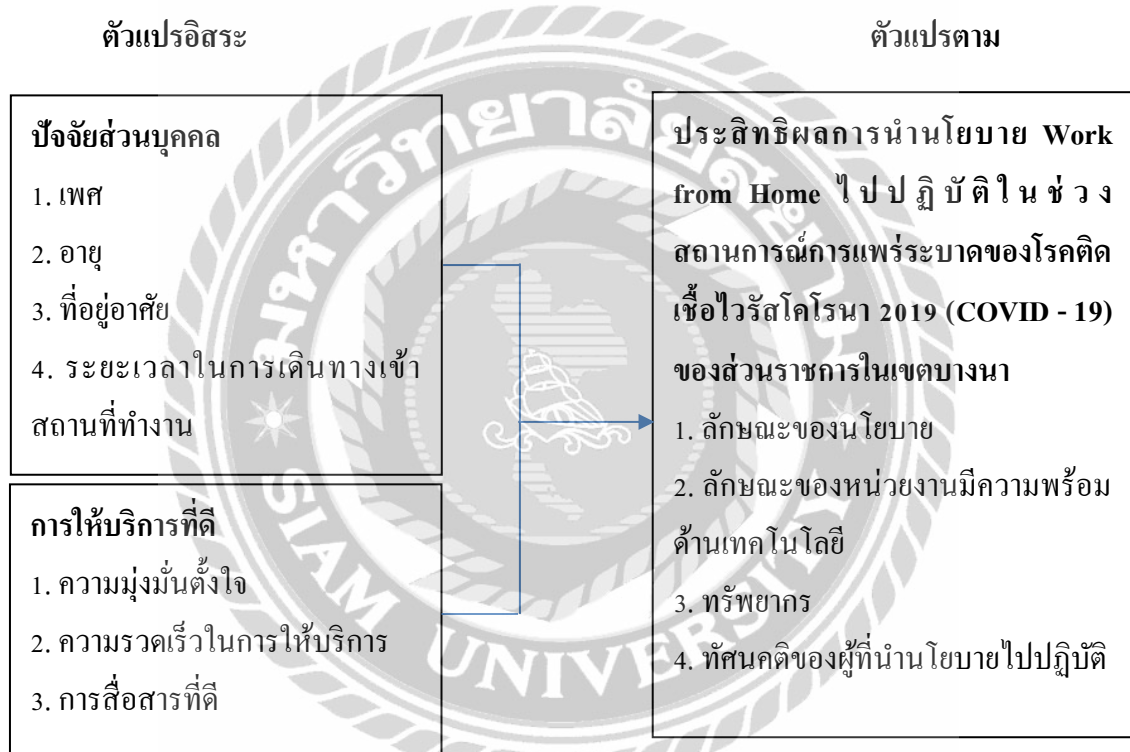 ตัวแปรอิสระ
ตัวแปรตาม
ปัจจัยส่วนบุคคล
1. เพศ
2. อายุ
3. ที่อยู่อาศัย
4. ระยะเวลาในการเดินทางเข้า
สถานที่ทำงาน
การให้บริการที่ดี
1. ความมุ่งมั่นตั้งใจ
2. ความรวดเร็วในการให้บริการ
3. การสื่อสารที่ดี
ประสิทธิผลการนำนโยบาย Work
from Home ไปปฏิบัติในช่วง
สถานการณ์การแพร่ระบาดของโรคติด
เชื้อไวรัสโคโรนา 2019 (COVID - 19)
ของส่วนราชการในเขตบางนา
1. ลักษณะของนโยบาย
2. ลักษณะของหน่วยงานมีความพร้อม
ด้านเทคโนโลยี
3. ทรัพยากร
4. ทัศนคติของผู้ที่นำนโยบายไปปฏิบัติ
มหาวิทยาลัยสยาม
SIAM UNIVERSITY